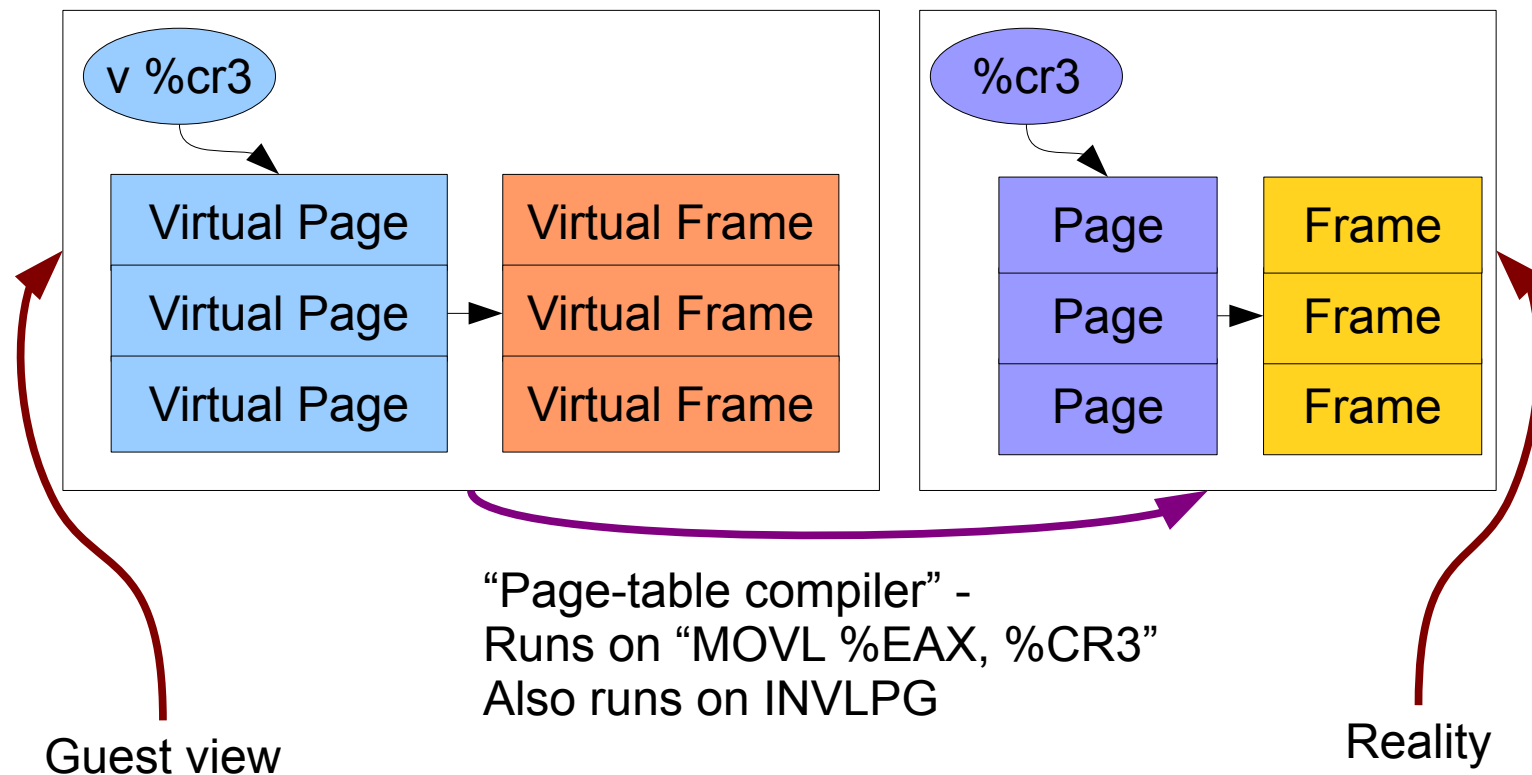 v %cr3
Virtual Page
Virtual Page
Virtual Page
Virtual Frame
Virtual Frame
Virtual Frame
%cr3
Page
Page
Page
Frame
Frame
Frame
“Page-table compiler” -
Runs on “MOVL %EAX, %CR3”
Also runs on INVLPG
Guest view
Reality